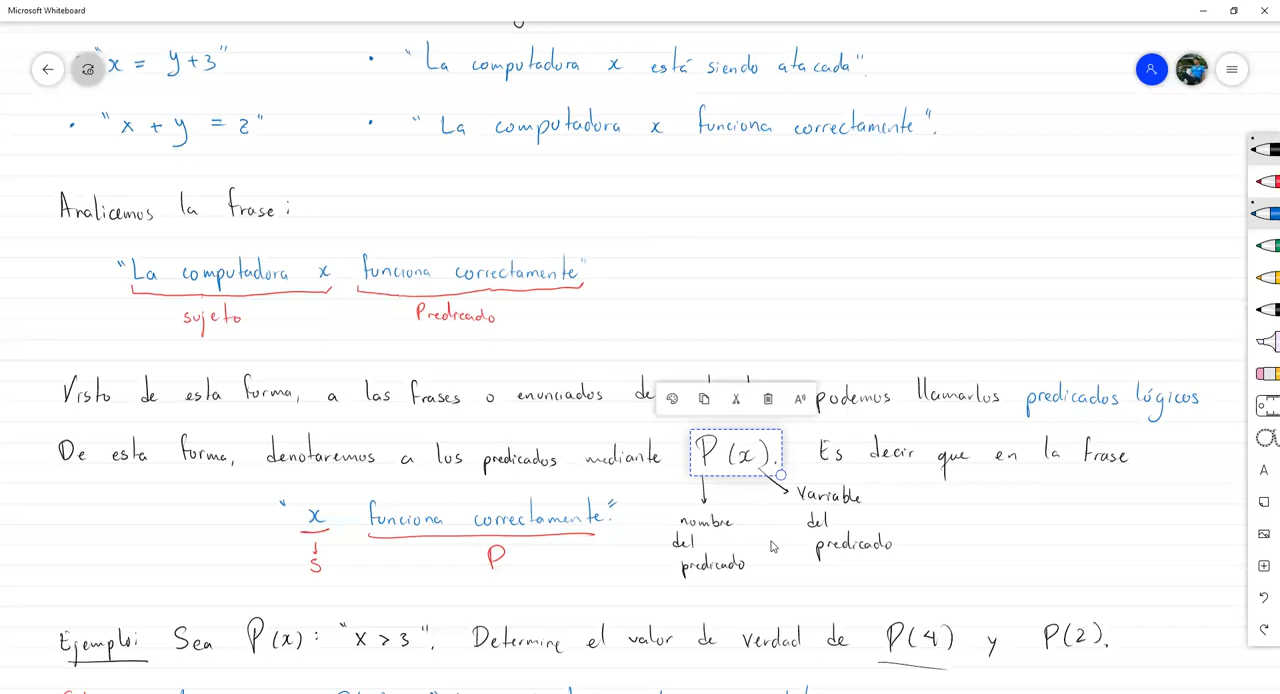 Microsoft Whiteboard
"x = y + 3" • "La computadora x está siendo atacada".
• "x + y = z" • "La computadora x funciona correctamente".
Analicemos la frase:
"La computadora x funciona correctamente"
sujeto Predicado
Visto de esta forma, a las frases o enunciados de podemos llamarlos predicados lógicos
De esta forma, denotaremos a los predicados mediante P(x). Es decir que en la frase
"x funciona correctamente."
S P
nombre del predicado
Variable del predicado
Ejemplo: Sea P(x): "x > 3". Determine el valor de verdad de P(4) y P(2).